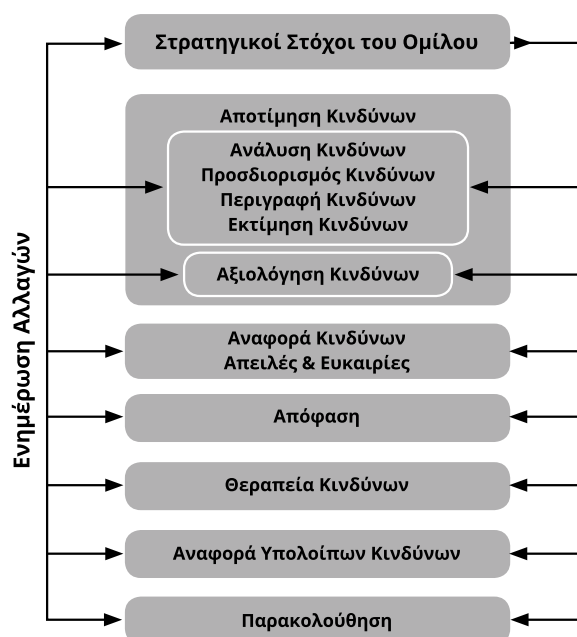 Στρατηγικοί Στόχοι του Ομίλου
Αποτίμηση Κινδύνων
Ανάλυση Κινδύνων
Προσδιορισμός Κινδύνων
Περιγραφή Κινδύνων
Εκτίμηση Κινδύνων
Αξιολόγηση Κινδύνων
Αναφορά Κινδύνων
Απειλές & Ευκαιρίες
Απόφαση
Θεραπεία Κινδύνων
Αναφορά Υπολοίπων Κινδύνων
Παρακολούθηση
Ενημέρωση Αλλαγών